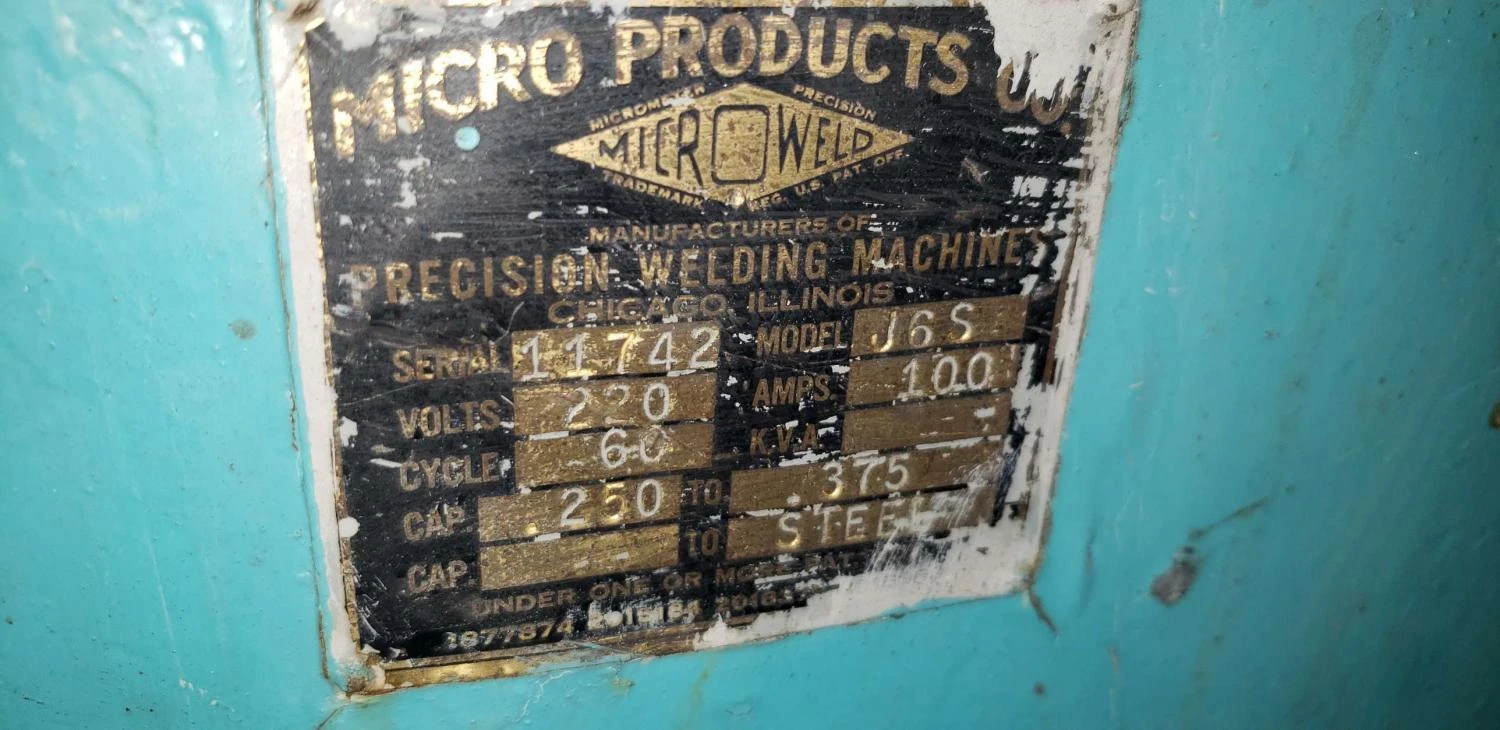 MICRO PRODUCTS CO.
MICROMETER PRECISION
MICROWELD
TRADEMARK REG. U.S. PAT. OFF.
MANUFACTURERS OF
PRECISION WELDING MACHINES
CHICAGO, ILLINOIS
SERIAL 11742 MODEL J6S
VOLTS 220 AMPS. 100
CYCLE 60 K.V.A. -
CAP. .250 TO .375
CAP. - - TO STEEL
UNDER ONE OR MORE PAT
1877874